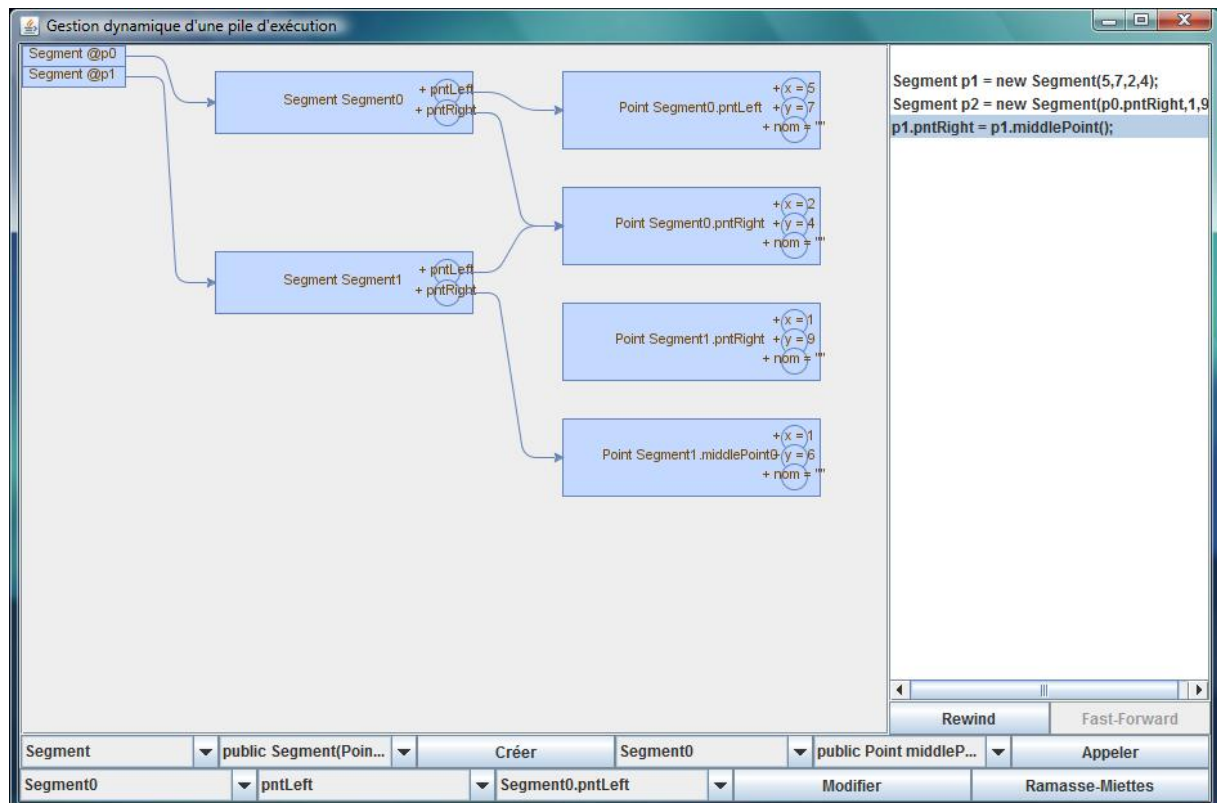 Gestion dynamique d'une pile d'exécution
Segment @p0
Segment @p1
Segment Segment0
+ pntLeft
+ pntRight
Point Segment0.pntLeft
+ x = 5
+ y = 7
+ nom = ""
Point Segment0.pntRight
+ x = 2
+ y = 4
+ nom = ""
Segment Segment1
+ pntLeft
+ pntRight
Point Segment1.pntRight
+ x = 1
+ y = 9
+ nom = ""
Point Segment1.middlePoint0
+ x = 1
+ y = 6
+ nom = ""
Segment p1 = new Segment(5,7,2,4);
Segment p2 = new Segment(p0.pntRight,1,9
p1.pntRight = p1.middlePoint();
Rewind
Fast-Forward
Segment
public Segment(Poin...
Créer
Segment0
public Point middleP...
Appeler
Segment0
pntLeft
Segment0.pntLeft
Modifier
Ramasse-Miettes